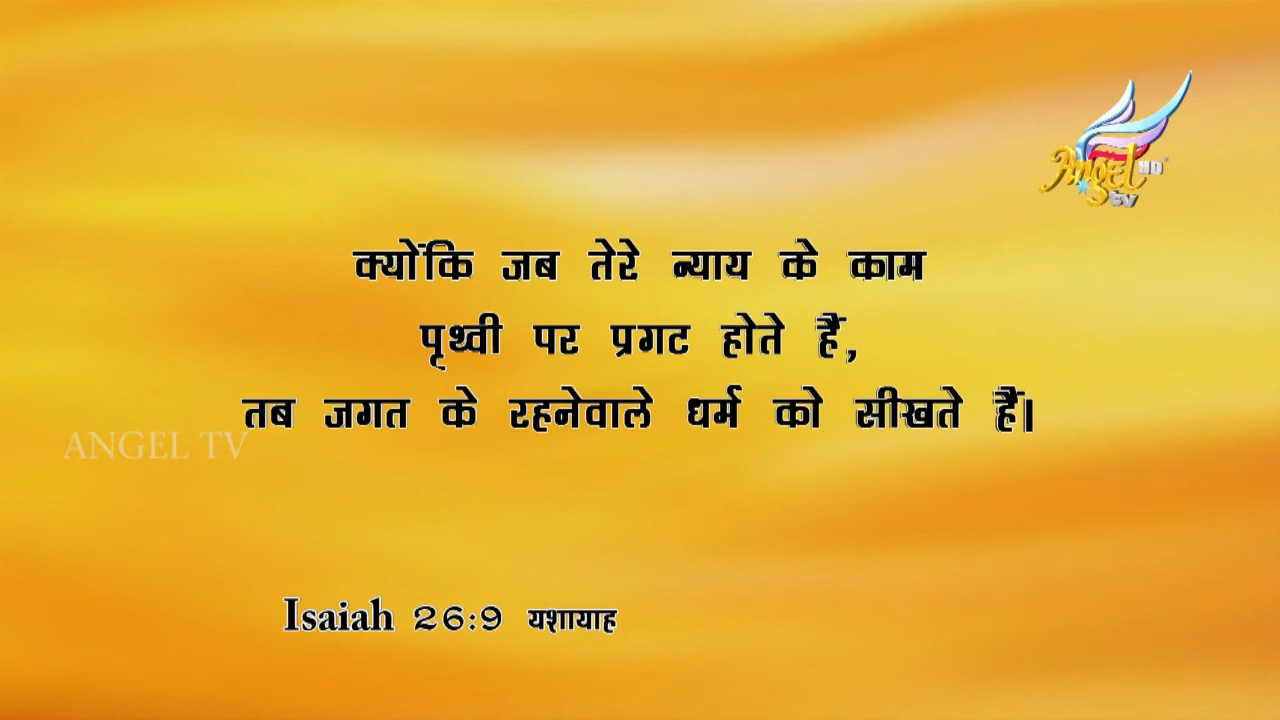 Angel HD
tv
क्योंकि जब तेरे न्याय के काम
पृथ्वी पर प्रगट होते हैं,
तब जगत के रहनेवाले धर्म को सीखते हैं।
ANGEL TV
Isaiah 26:9 यशायाह